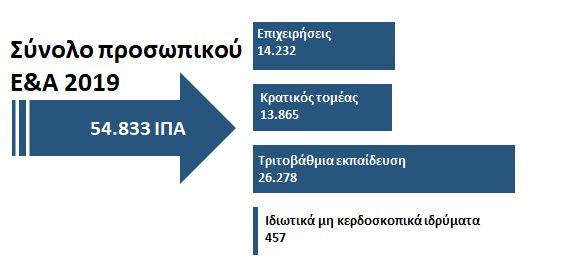 Σύνολο προσωπικού
Ε&Α 2019
54.833 ΙΠΑ
Επιχειρήσεις
14.232
Κρατικός τομέας
13.865
Τριτοβάθμια εκπαίδευση
26.278
Ιδιωτικά μη κερδοσκοπικά ιδρύματα
457